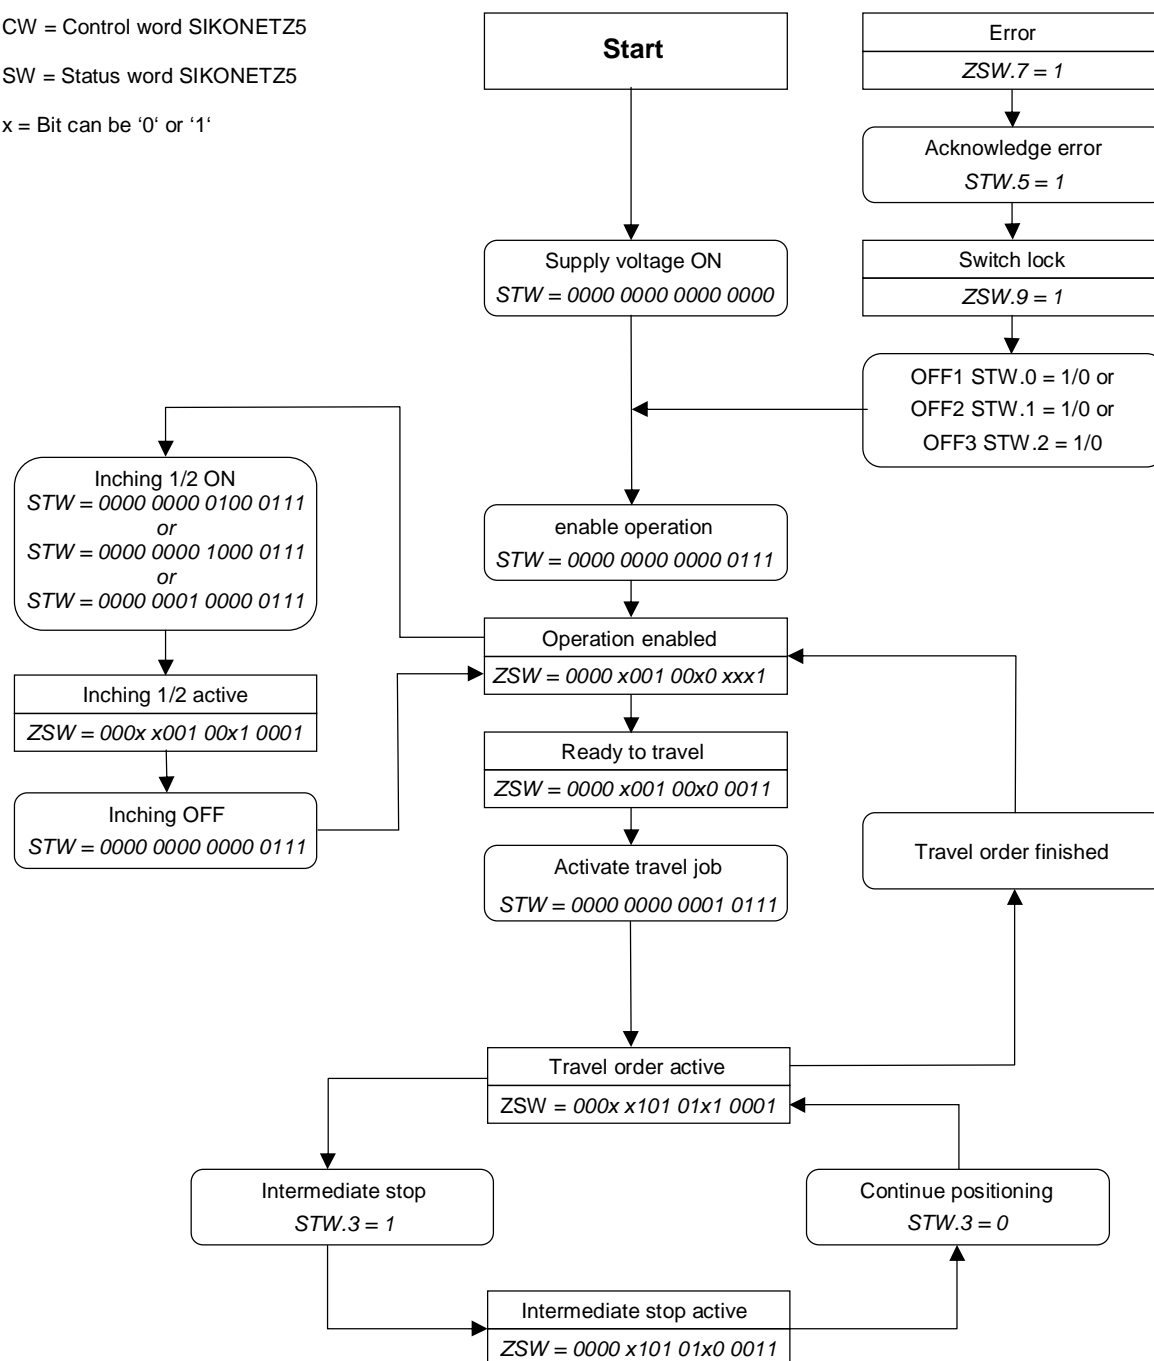 CW = Control word SIKONETZ5
SW = Status word SIKONETZ5
x = Bit can be ‘0‘ or ‘1‘
Start
Error
ZSW.7 = 1
Acknowledge error
STW.5 = 1
Switch lock
ZSW.9 = 1
OFF1 STW.0 = 1/0 or
OFF2 STW.1 = 1/0 or
OFF3 STW.2 = 1/0
Supply voltage ON
STW = 0000 0000 0000 0000
enable operation
STW = 0000 0000 0000 0111
Inching 1/2 ON
STW = 0000 0000 0100 0111
or
STW = 0000 0000 1000 0111
or
STW = 0000 0001 0000 0111
Inching 1/2 active
ZSW = 000x x001 00x1 0001
Inching OFF
STW = 0000 0000 0000 0111
Operation enabled
ZSW = 0000 x001 00x0 xxx1
Ready to travel
ZSW = 0000 x001 00x0 0011
Activate travel job
STW = 0000 0000 0001 0111
Travel order finished
Travel order active
ZSW = 000x x101 01x1 0001
Intermediate stop
STW.3 = 1
Continue positioning
STW.3 = 0
Intermediate stop active
ZSW = 0000 x101 01x0 0011